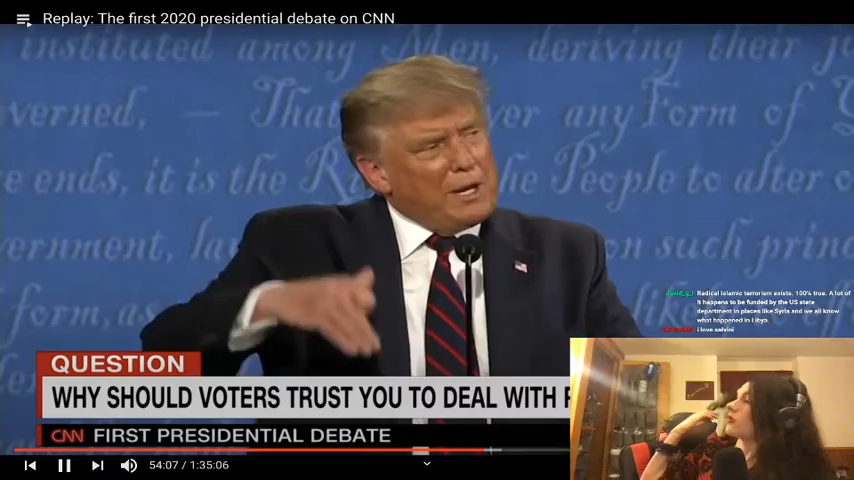 Replay: The first 2020 presidential debate on CNN
instituted among Men, deriving their
verned, — That
ver any Form of
e ends, it is the
the People to alter o
vernment, la
on such princ
form, as
QUESTION
WHY SHOULD VOTERS TRUST YOU TO DEAL WITH
CNN FIRST PRESIDENTIAL DEBATE
54:07 / 1:35:06
david_g_l Radical Islamic terrorism exists. 100% true. A lot of
it happens to be funded by the US state
department in places like Syria and we all know
what happened in Libya.
i love salvini